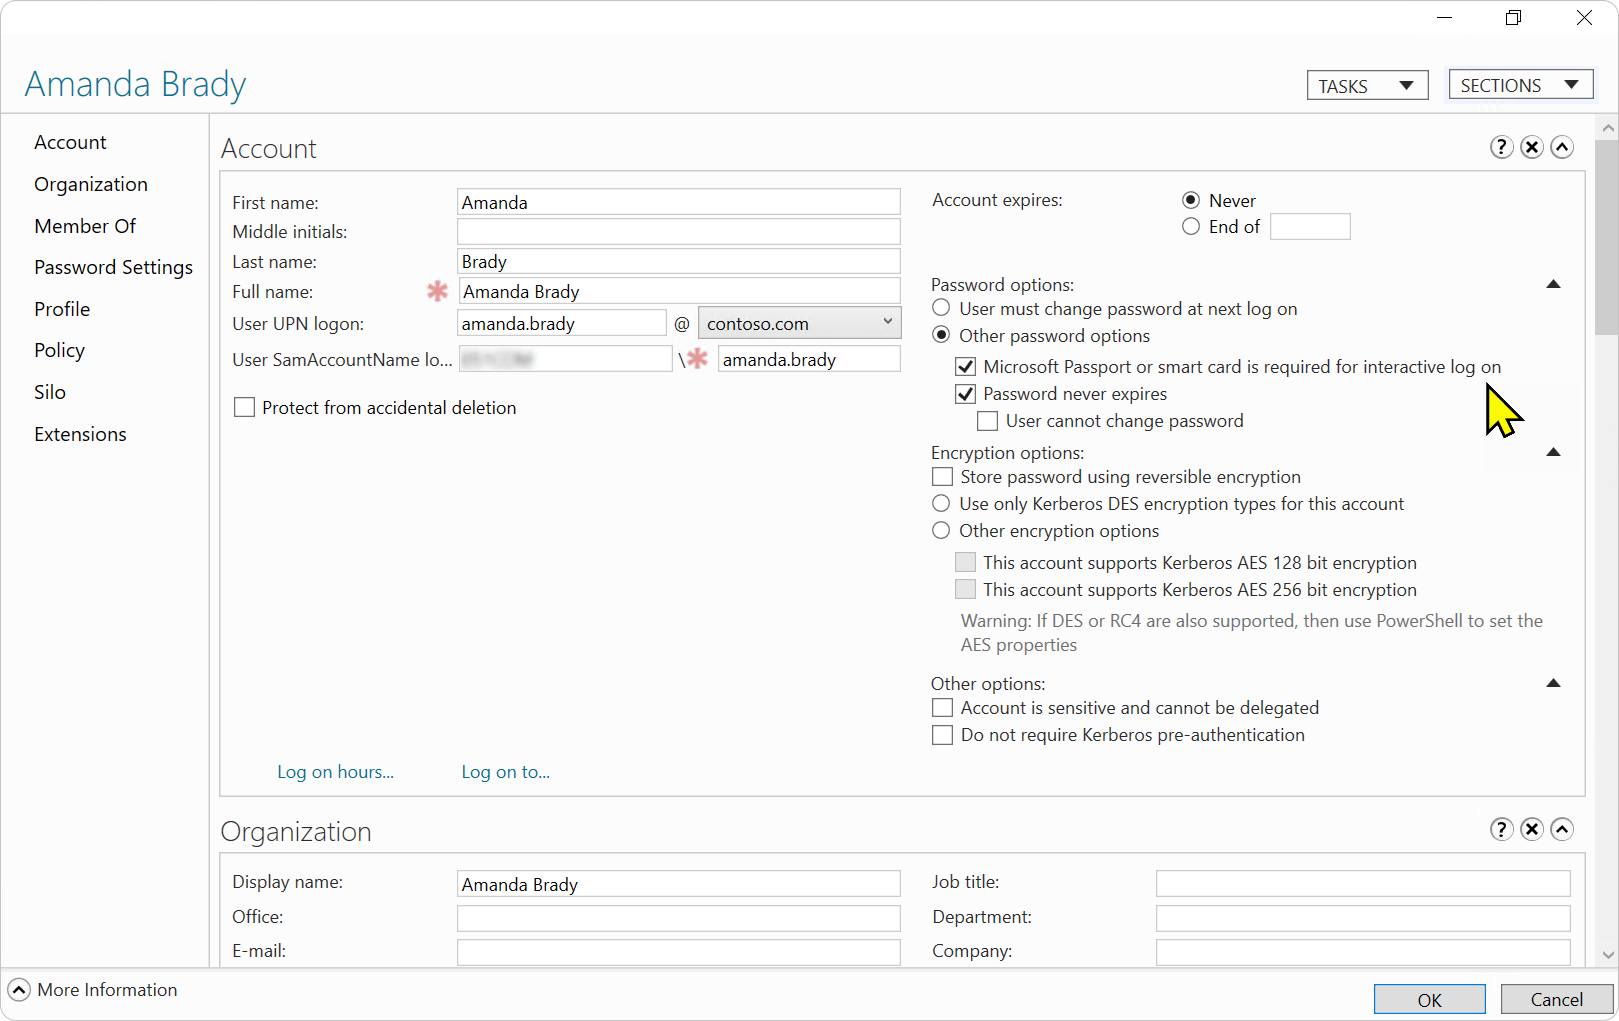 Amanda Brady
TASKS
SECTIONS
Account
Organization
Member Of
Password Settings
Profile
Policy
Silo
Extensions
Account
First name:
Amanda
Middle initials:
Last name:
Brady
Full name:
Amanda Brady
User UPN logon:
amanda.brady
@
contoso.com
User SamAccountName lo...
\
amanda.brady
Protect from accidental deletion
Log on hours...
Log on to...
Account expires:
Never
End of
Password options:
User must change password at next log on
Other password options
Microsoft Passport or smart card is required for interactive log on
Password never expires
User cannot change password
Encryption options:
Store password using reversible encryption
Use only Kerberos DES encryption types for this account
Other encryption options
This account supports Kerberos AES 128 bit encryption
This account supports Kerberos AES 256 bit encryption
Warning: If DES or RC4 are also supported, then use PowerShell to set the
AES properties
Other options:
Account is sensitive and cannot be delegated
Do not require Kerberos pre-authentication
Organization
Display name:
Amanda Brady
Office:
E-mail:
Job title:
Department:
Company:
More Information
OK
Cancel